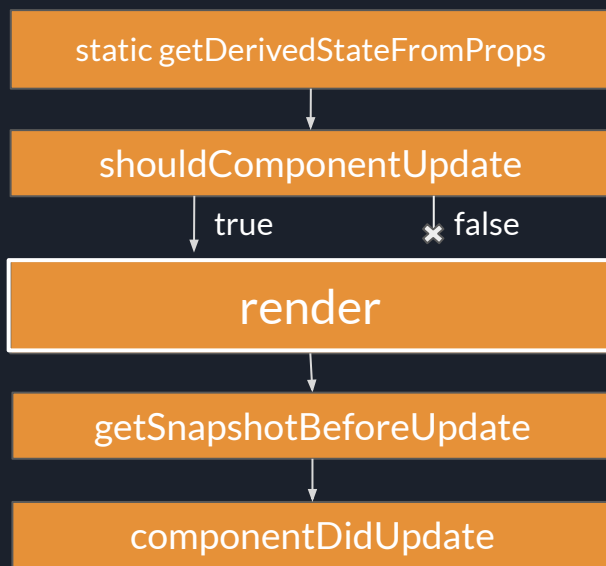 static getDerivedStateFromProps
shouldComponentUpdate
true
false
render
getSnapshotBeforeUpdate
componentDidUpdate